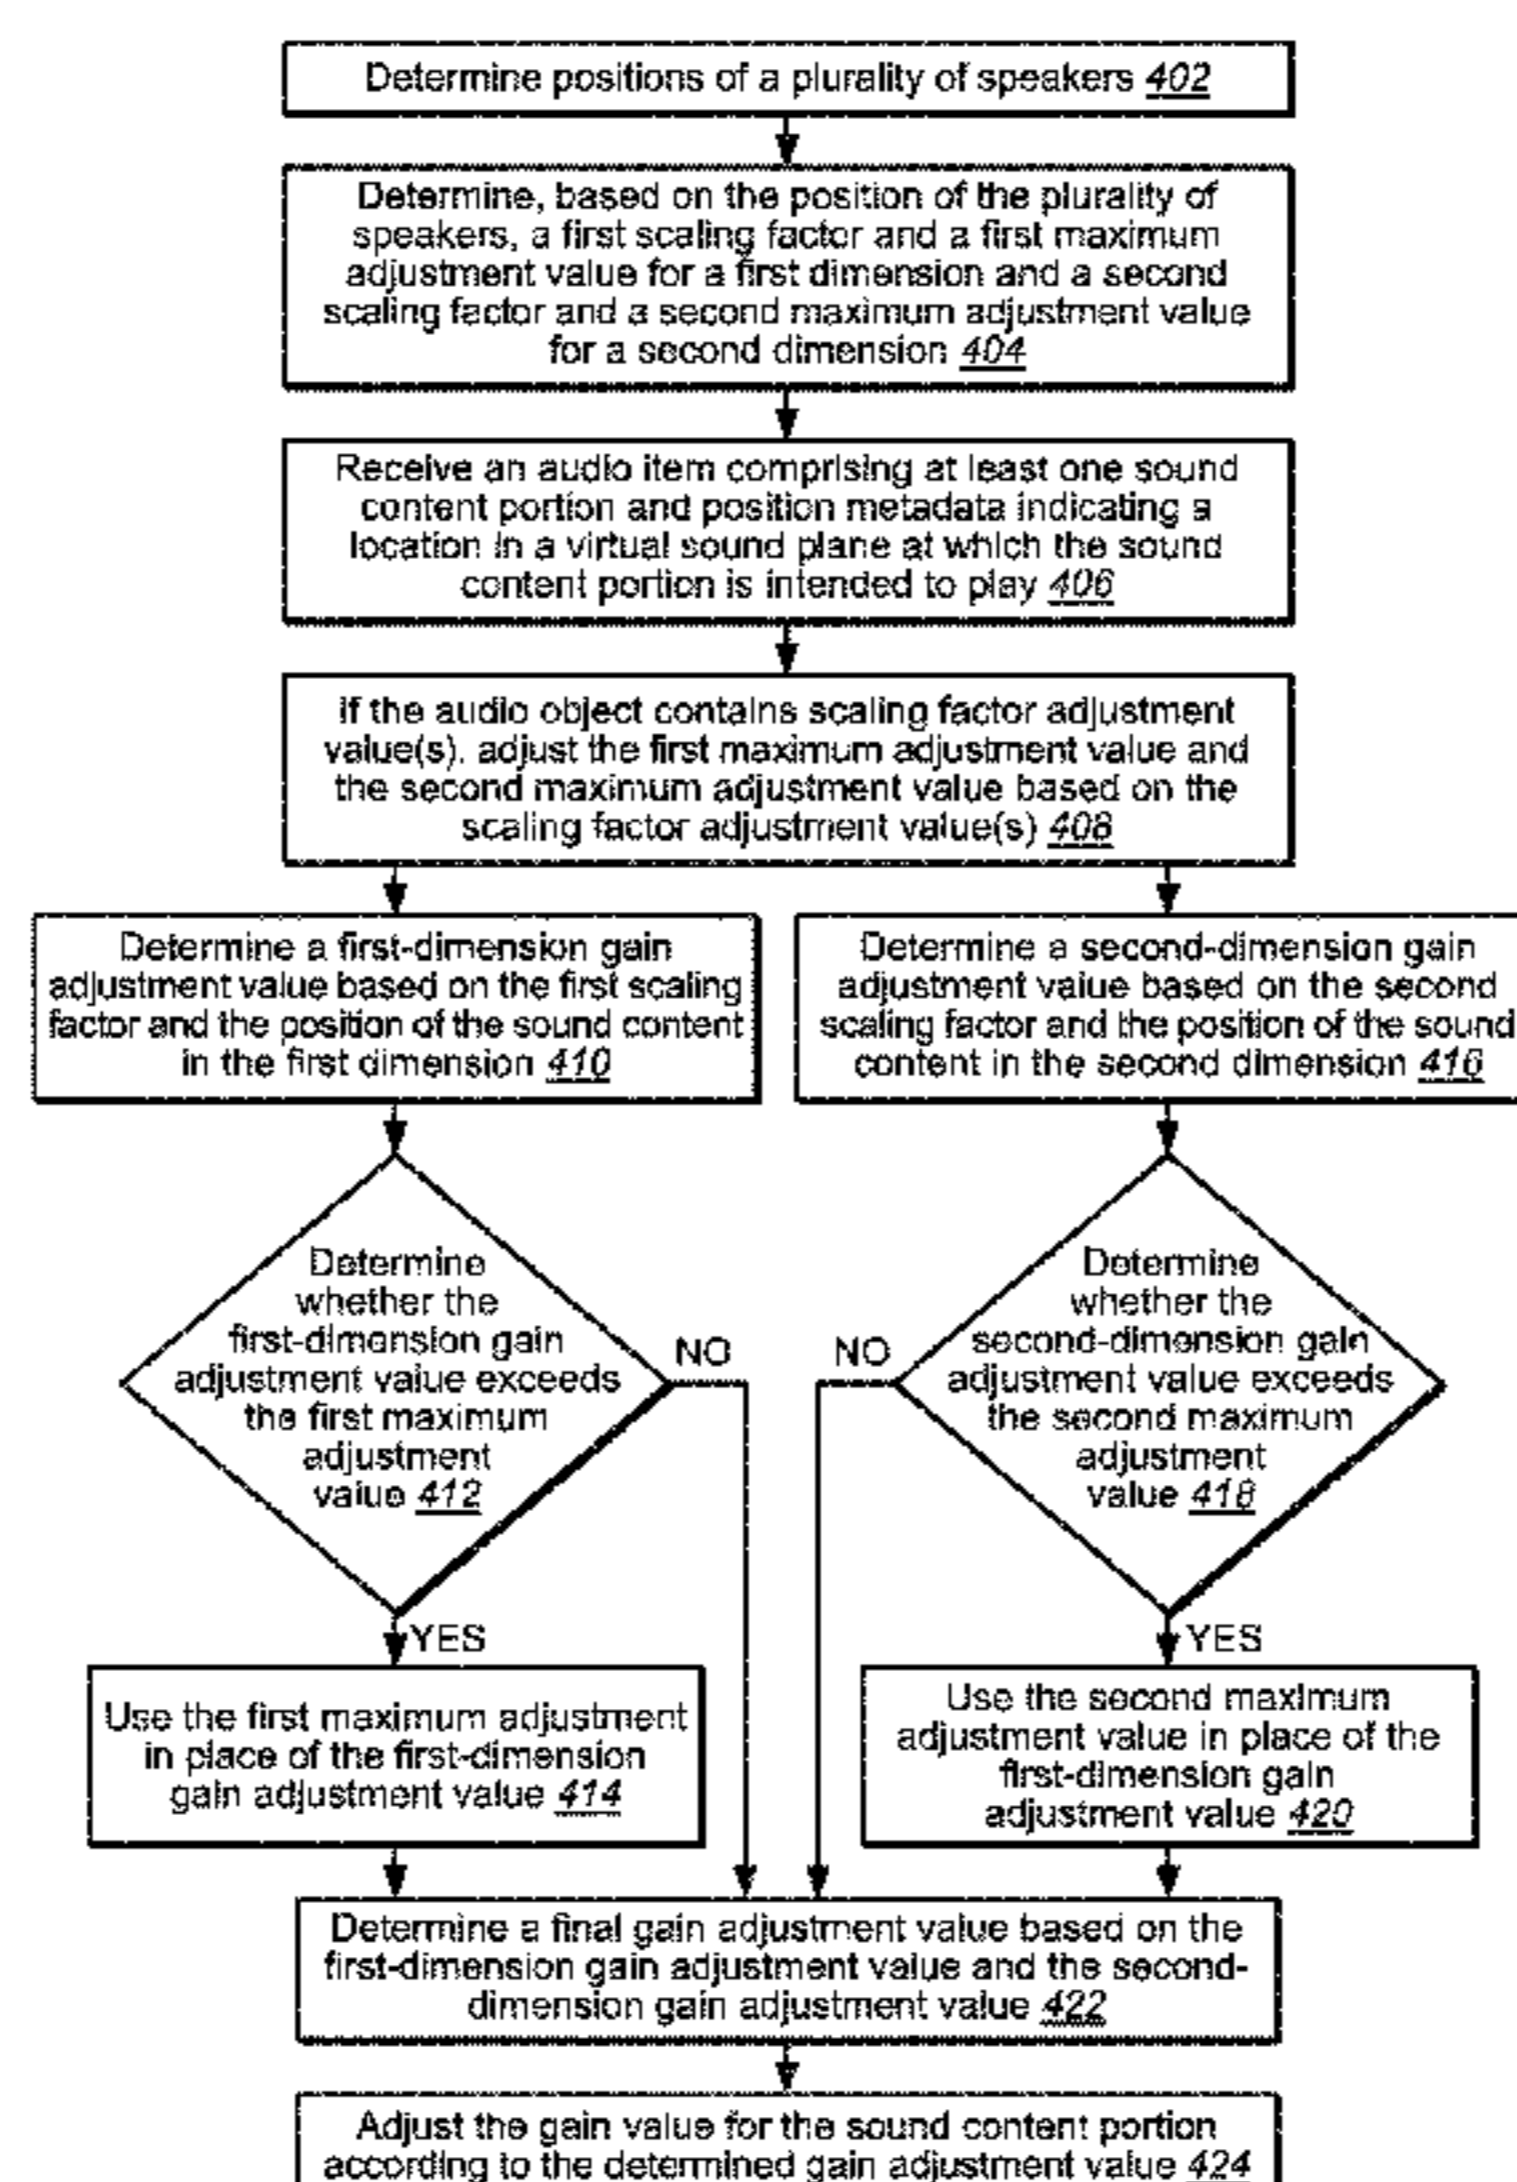 Determine positions of a plurality of speakers 402
Determine, based on the position of the plurality of
speakers, a first scaling factor and a first maximum
adjustment value for a first dimension and a second
scaling factor and a second maximum adjustment value
for a second dimension 404
Receive an audio item comprising at least one sound
content portion and position metadata indicating a
location in a virtual sound plane at which the sound
content portion is intended to play 406
If the audio object contains scaling factor adjustment
value(s), adjust the first maximum adjustment value and
the second maximum adjustment value based on the
scaling factor adjustment value(s) 408
Determine a first-dimension gain
adjustment value based on the first scaling
factor and the position of the sound content
in the first dimension 410
Determine a second-dimension gain
adjustment value based on the second
scaling factor and the position of the sound
content in the second dimension 416
Determine
whether the
first-dimension gain
adjustment value exceeds
the first maximum
adjustment
value 412
NO
YES
Determine
whether the
second-dimension gain
adjustment value exceeds
the second maximum
adjustment
value 418
NO
YES
Use the first maximum adjustment
in place of the first-dimension
gain adjustment value 414
Use the second maximum
adjustment value in place of the
first-dimension gain
adjustment value 420
Determine a final gain adjustment value based on the
first-dimension gain adjustment value and the second-
dimension gain adjustment value 422
Adjust the gain value for the sound content portion
according to the determined gain adjustment value 424